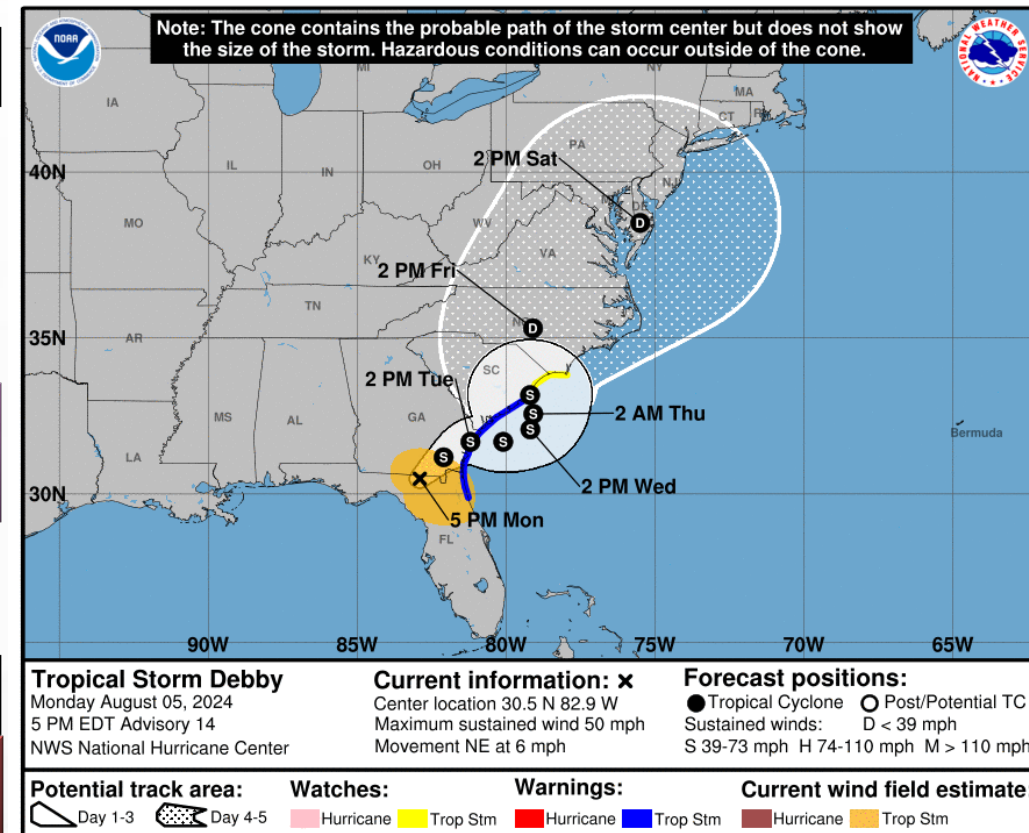 Note: The cone contains the probable path of the storm center but does not show
the size of the storm. Hazardous conditions can occur outside of the cone.
NOAA
NATIONAL WEATHER SERVICE
MI
NY
MA
CT
IA
PA
2 PM Sat
40N
IL
IN
OH
NJ
DE
D
MO
WV
VA
KY
2 PM Fri
TN
D
35N
AR
SC
2 PM Tue
S
2 AM Thu
MS
AL
GA
S
S
S
S
Bermuda
LA
S
2 PM Wed
30N
5 PM Mon
FL
90W
85W
80W
75W
70W
65W
Tropical Storm Debby
Monday August 05, 2024
5 PM EDT Advisory 14
NWS National Hurricane Center
Current information: x
Center location 30.5 N 82.9 W
Maximum sustained wind 50 mph
Movement NE at 6 mph
Forecast positions:
Tropical Cyclone Post/Potential TC
Sustained winds: D < 39 mph
S 39-73 mph H 74-110 mph M > 110 mph
Potential track area:
Day 1-3 Day 4-5
Watches:
Hurricane Trop Stm
Warnings:
Hurricane Trop Stm
Current wind field estimate:
Hurricane Trop Stm